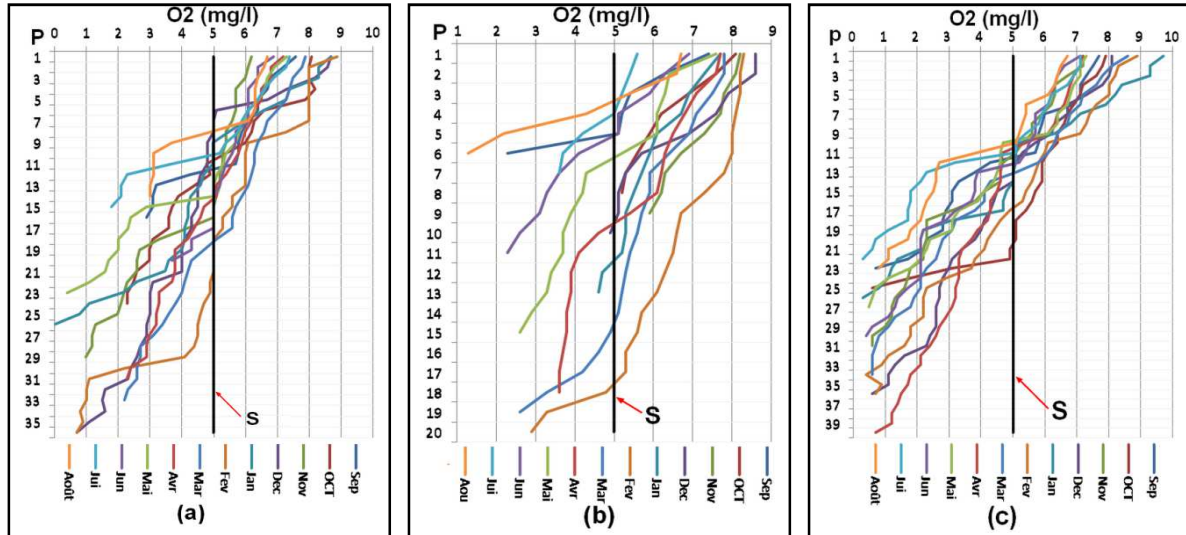 O2 (mg/l)
P
0 1 2 3 4 5 6 7 8 9 10
1
3
5
7
9
11
13
15
17
19
21
23
25
27
29
31
33
35
S
Août
Jui
Jun
Mai
Avr
Mar
Fev
Jan
Dec
Nov
OCT
Sep
(a)
O2 (mg/l)
P
1 2 3 4 5 6 7 8 9
1
2
3
4
5
6
7
8
9
10
11
12
13
14
15
16
17
18
19
20
S
Aou
Jui
Jun
Mai
Avr
Mar
Fev
Jan
Dec
Nov
OCT
Sep
(b)
O2 (mg/l)
p
0 1 2 3 4 5 6 7 8 9 10
1
3
5
7
9
11
13
15
17
19
21
23
25
27
29
31
33
35
37
39
S
Août
Jui
Jun
Mai
Avr
Mar
Fev
Jan
Dec
Nov
OCT
Sep
(c)